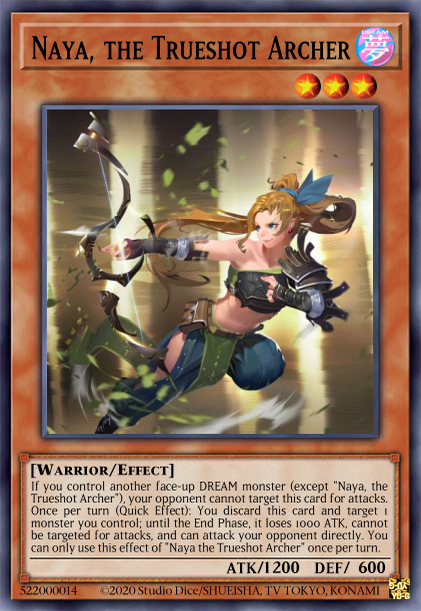 Naya, the Trueshot Archer
DREAM
夢
[Warrior/Effect]
If you control another face-up DREAM monster (except "Naya, the
Trueshot Archer"), your opponent cannot target this card for attacks.
Once per turn (Quick Effect): You discard this card and target 1
monster you control; until the End Phase, it loses 1000 ATK, cannot
be targeted for attacks, and can attack your opponent directly. You
can only use this effect of "Naya the Trueshot Archer" once per turn.
ATK/1200 DEF/ 600
522000014 ©2020 Studio Dice/SHUEISHA, TV TOKYO, KONAMI